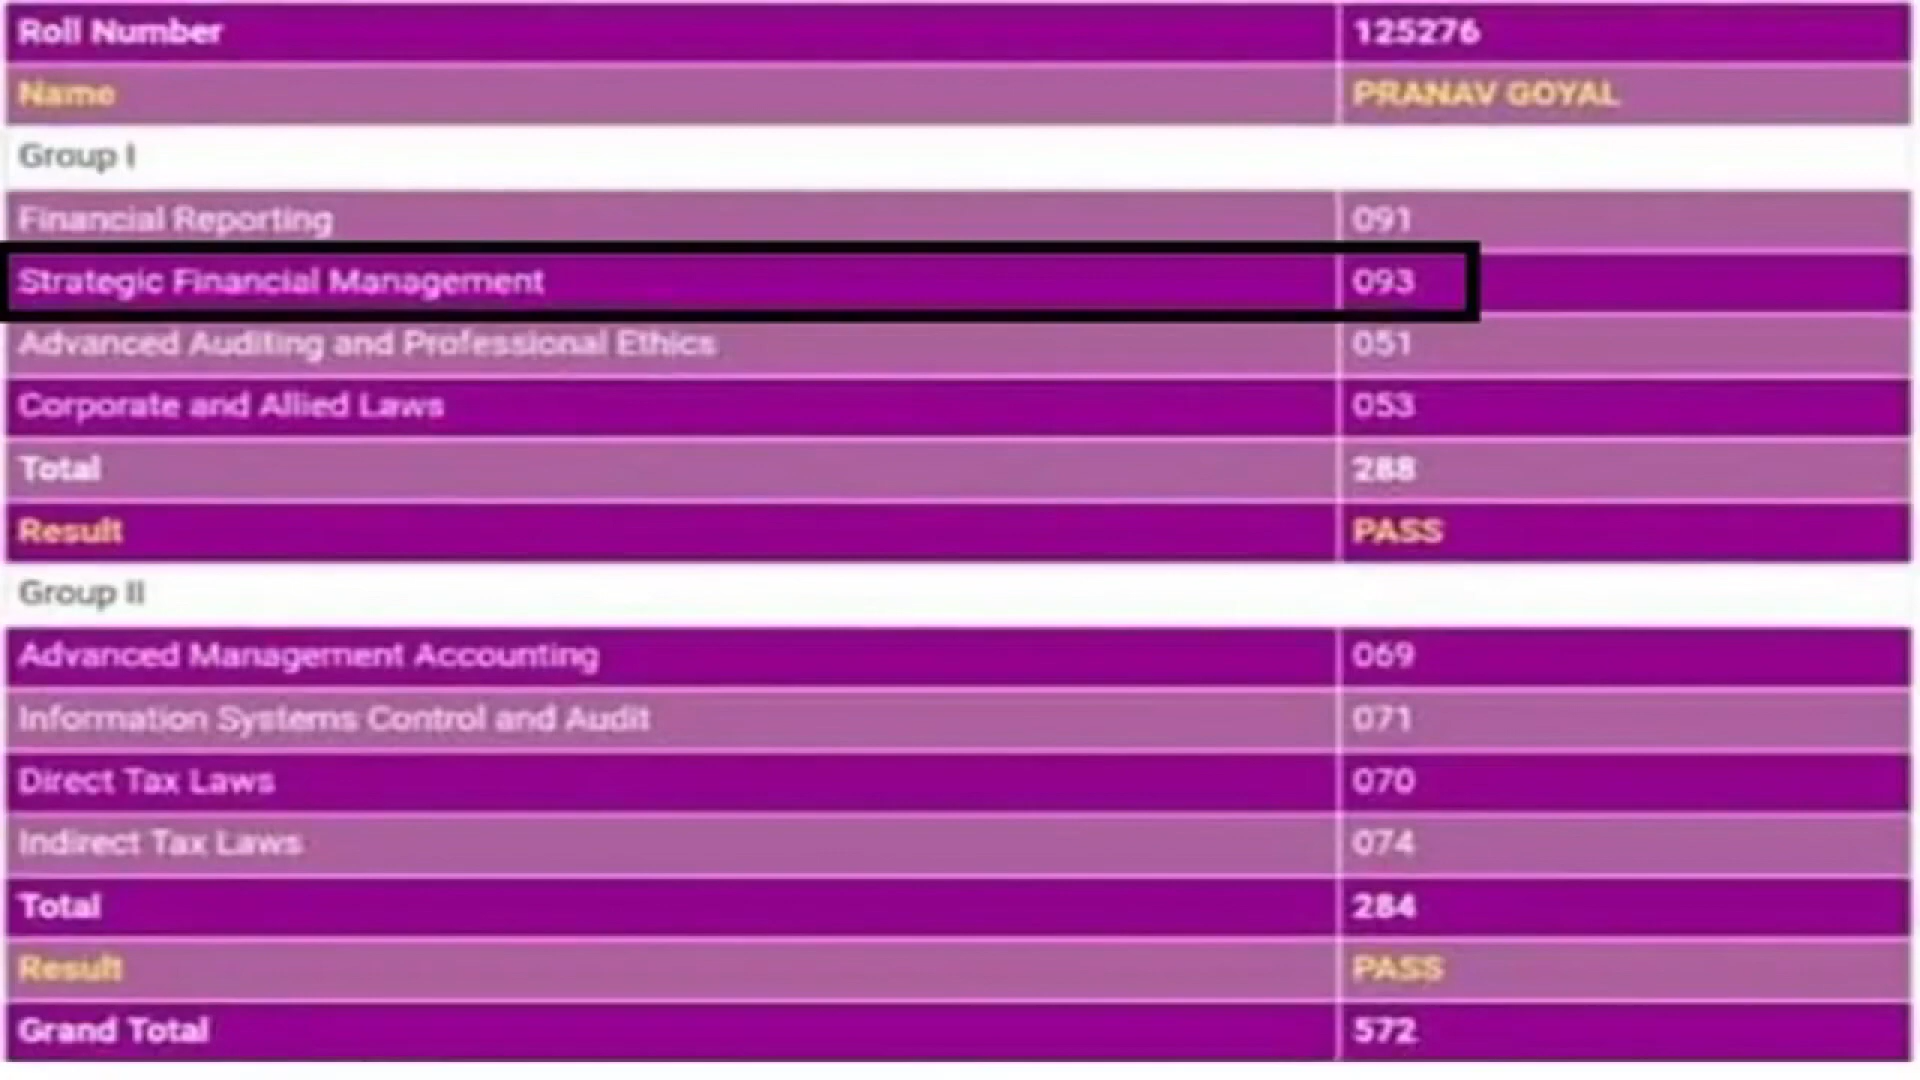 Roll Number 125276
Name PRANAV GOYAL
Group I
Financial Reporting 091
Strategic Financial Management 093
Advanced Auditing and Professional Ethics 051
Corporate and Allied Laws 053
Total 288
Result PASS
Group II
Advanced Management Accounting 069
Information Systems Control and Audit 071
Direct Tax Laws 070
Indirect Tax Laws 074
Total 284
Result PASS
Grand Total 572